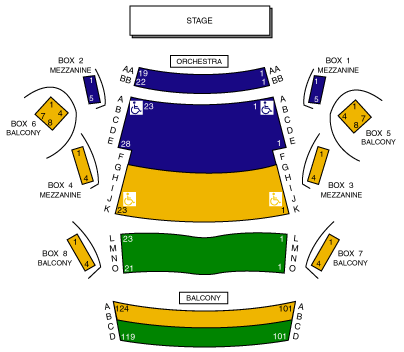 STAGE
ORCHESTRA
BOX 2
MEZZANINE
BOX 1
MEZZANINE
AA 19 1 AA
BB 22 1 BB
1
5
1
5
A 23 1 A
B B
C C
D D
E 28 1 E
BOX 6
BALCONY
1
7 4
8
BOX 5
BALCONY
1
4 7
8
F F
G G
H H
I I
J J
K 23 1 K
BOX 4
MEZZANINE
1
4
BOX 3
MEZZANINE
1
4
L 23 1 L
M M
N N
O 21 1 O
BOX 8
BALCONY
1
4
BOX 7
BALCONY
1
4
BALCONY
A 124 101 A
B B
C C
D 119 101 D